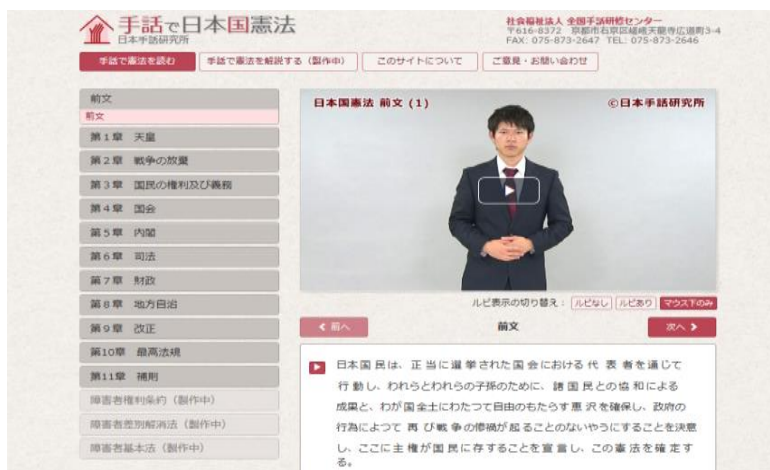 手話で日本国憲法
日本手話研究所
社会福祉法人 全国手話研修センター
〒616-8372 京都市右京区嵯峨天龍寺広道町3-4
FAX: 075-873-2647 TEL: 075-873-2646
手話で憲法を読む
手話で憲法を解説する（製作中）
このサイトについて
ご意見・お問い合わせ
前文
前文
第1章 天皇
第2章 戦争の放棄
第3章 国民の権利及び義務
第4章 国会
第5章 内閣
第6章 司法
第7章 財政
第8章 地方自治
第9章 改正
第10章 最高法規
第11章 補則
障害者権利条約（製作中）
障害者差別解消法（製作中）
障害者基本法（製作中）
日本国憲法 前文 (1)
©日本手話研究所
ルビ表示の切り替え： ルビなし ルビあり マウス下のみ
前へ
前文
次へ
日本国民は、正当に選挙された国会における代表者を通じて
行動し、われらとわれらの子孫のために、諸国民との協和による
成果と、わが国全土にわたつて自由のもたらす恵沢を確保し、政府の
行為によつて再び戦争の惨禍が起ることのないやうにすることを決意
し、ここに主権が国民に存することを宣言し、この憲法を確定す
る。